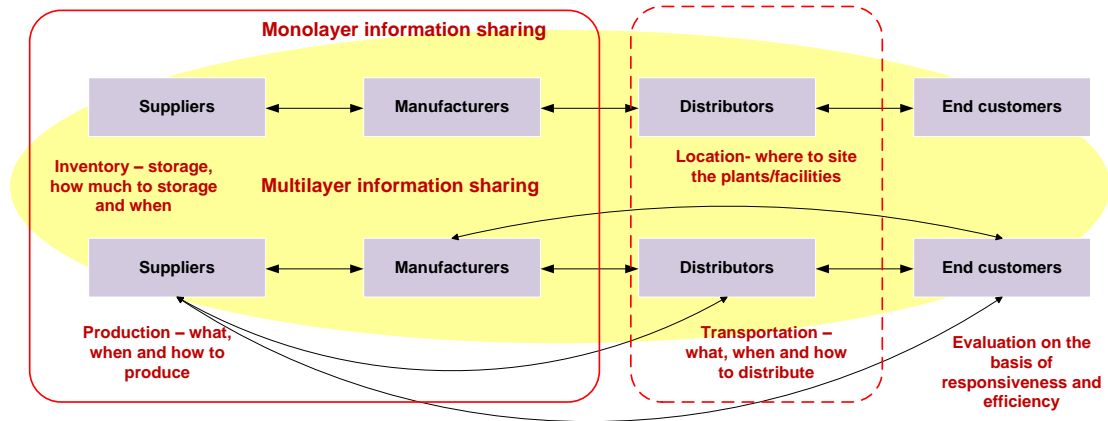 Monolayer information sharing
Suppliers
Manufacturers
Distributors
End customers
Inventory – storage,
how much to storage
and when
Location- where to site
the plants/facilities
Multilayer information sharing
Suppliers
Manufacturers
Distributors
End customers
Production – what,
when and how to
produce
Transportation –
what, when and how
to distribute
Evaluation on the
basis of
responsiveness and
efficiency